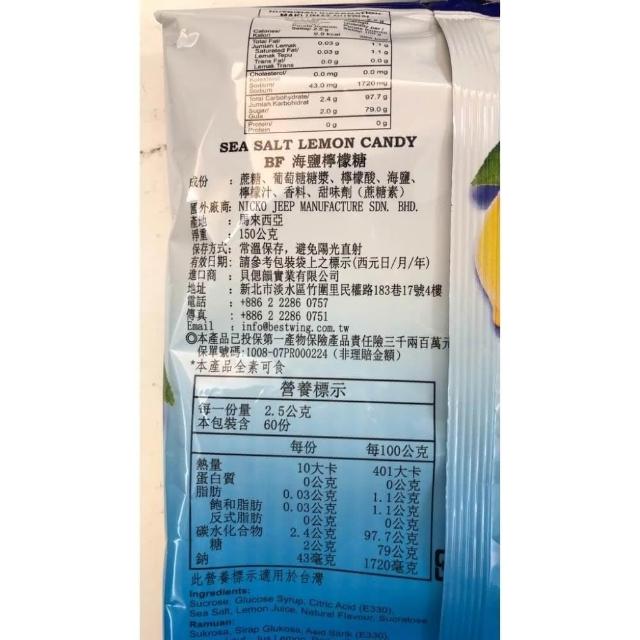 NUTRITION INFORMATION
Calories/ Kalori 9.9 kcal
Total Fat/ Jumlah Lemak 0.03 g 1.1 g
Saturated Fat/ Lemak Tepu 0.03 g 1.1 g
Trans Fat/ Lemak Trans 0 g 0 g
Cholesterol/ Kolesterol 0.0 mg 0.0 mg
Sodium/ Sodium 43.0 mg 1720 mg
Total Carbohydrate/ Jumlah Karbohidrat 2.4 g 97.7 g
Sugar/ Gula 2.0 g 79.0 g
Protein/ Protein 0 g 0 g
SEA SALT LEMON CANDY
BF 海鹽檸檬糖
成份 : 蔗糖、葡萄糖糖漿、檸檬酸、海鹽、
檸檬汁、香料、甜味劑(蔗糖素)
國外廠商: NICKO JEEP MANUFACTURE SDN. BHD.
產地 : 馬來西亞
淨重 : 150公克
保存方式: 常溫保存，避免陽光直射
有效日期: 請參考包裝袋上之標示(西元日/月/年)
進口商 : 貝偲韻實業有限公司
地址 : 新北市淡水區竹圍里民權路183巷17號4樓
電話 : +886 2 2286 0757
傳真 : +886 2 2286 0751
Email : info@bestwing.com.tw
◎本產品已投保第一產物保險產品責任險三千兩百萬元
保單號碼:1008-07PR000224 (非理賠金額)
*本產品全素可食
營養標示
每一份量 2.5公克
本包裝含 60份
每份 每100公克
熱量 10大卡 401大卡
蛋白質 0公克 0公克
脂肪 0.03公克 1.1公克
飽和脂肪 0.03公克 1.1公克
反式脂肪 0公克 0公克
碳水化合物 2.4公克 97.7公克
糖 2公克 79公克
鈉 43毫克 1720毫克
此營養標示適用於台灣
Ingredients:
Sucrose, Glucose Syrup, Citric Acid (E330),
Sea Salt, Lemon Juice, Natural Flavour, Sucralose
Ramuan:
Sukrosa, Sirap Glukosa, Asid Sitrik (E330),